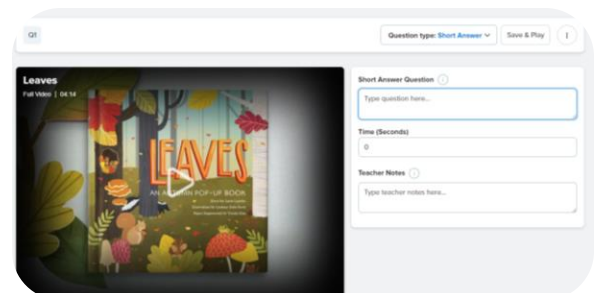 Q1
Question type: Short Answer
Save & Play
Leaves
Full Video | 04:14
LEAVES
AN AUTUMN POP-UP BOOK
Short Answer Question
Type question here...
Time (Seconds)
0
Teacher Notes
Type teacher notes here...